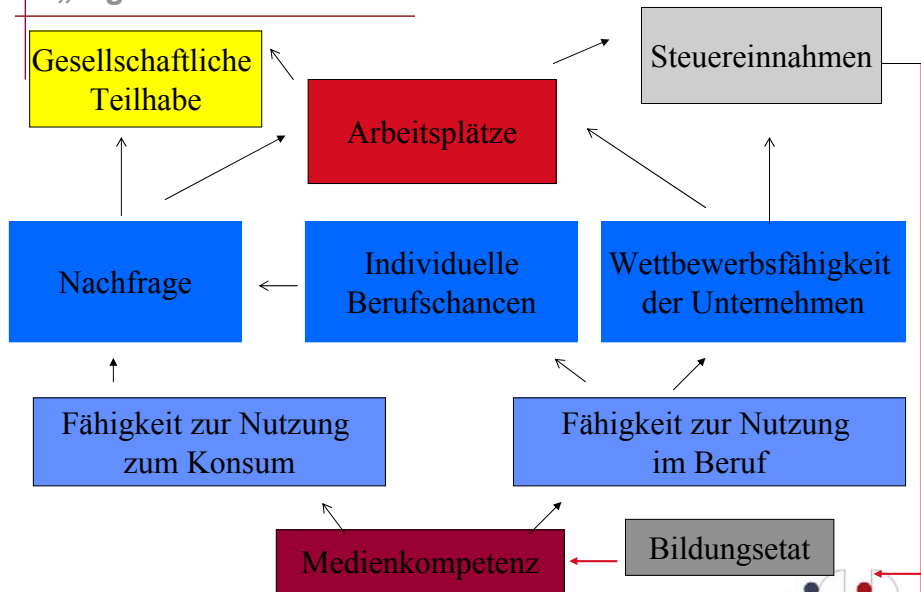 Gesellschaftliche
Teilhabe
Steuereinnahmen
Arbeitsplätze
Nachfrage
Individuelle
Berufschancen
Wettbewerbsfähigkeit
der Unternehmen
Fähigkeit zur Nutzung
zum Konsum
Fähigkeit zur Nutzung
im Beruf
Medienkompetenz
Bildungsetat